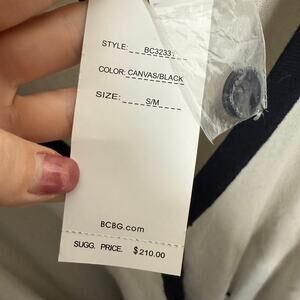 STYLE: BC3233
COLOR: CANVAS/BLACK
SIZE: S/M
BCBG.com
SUGG. PRICE. $210.00